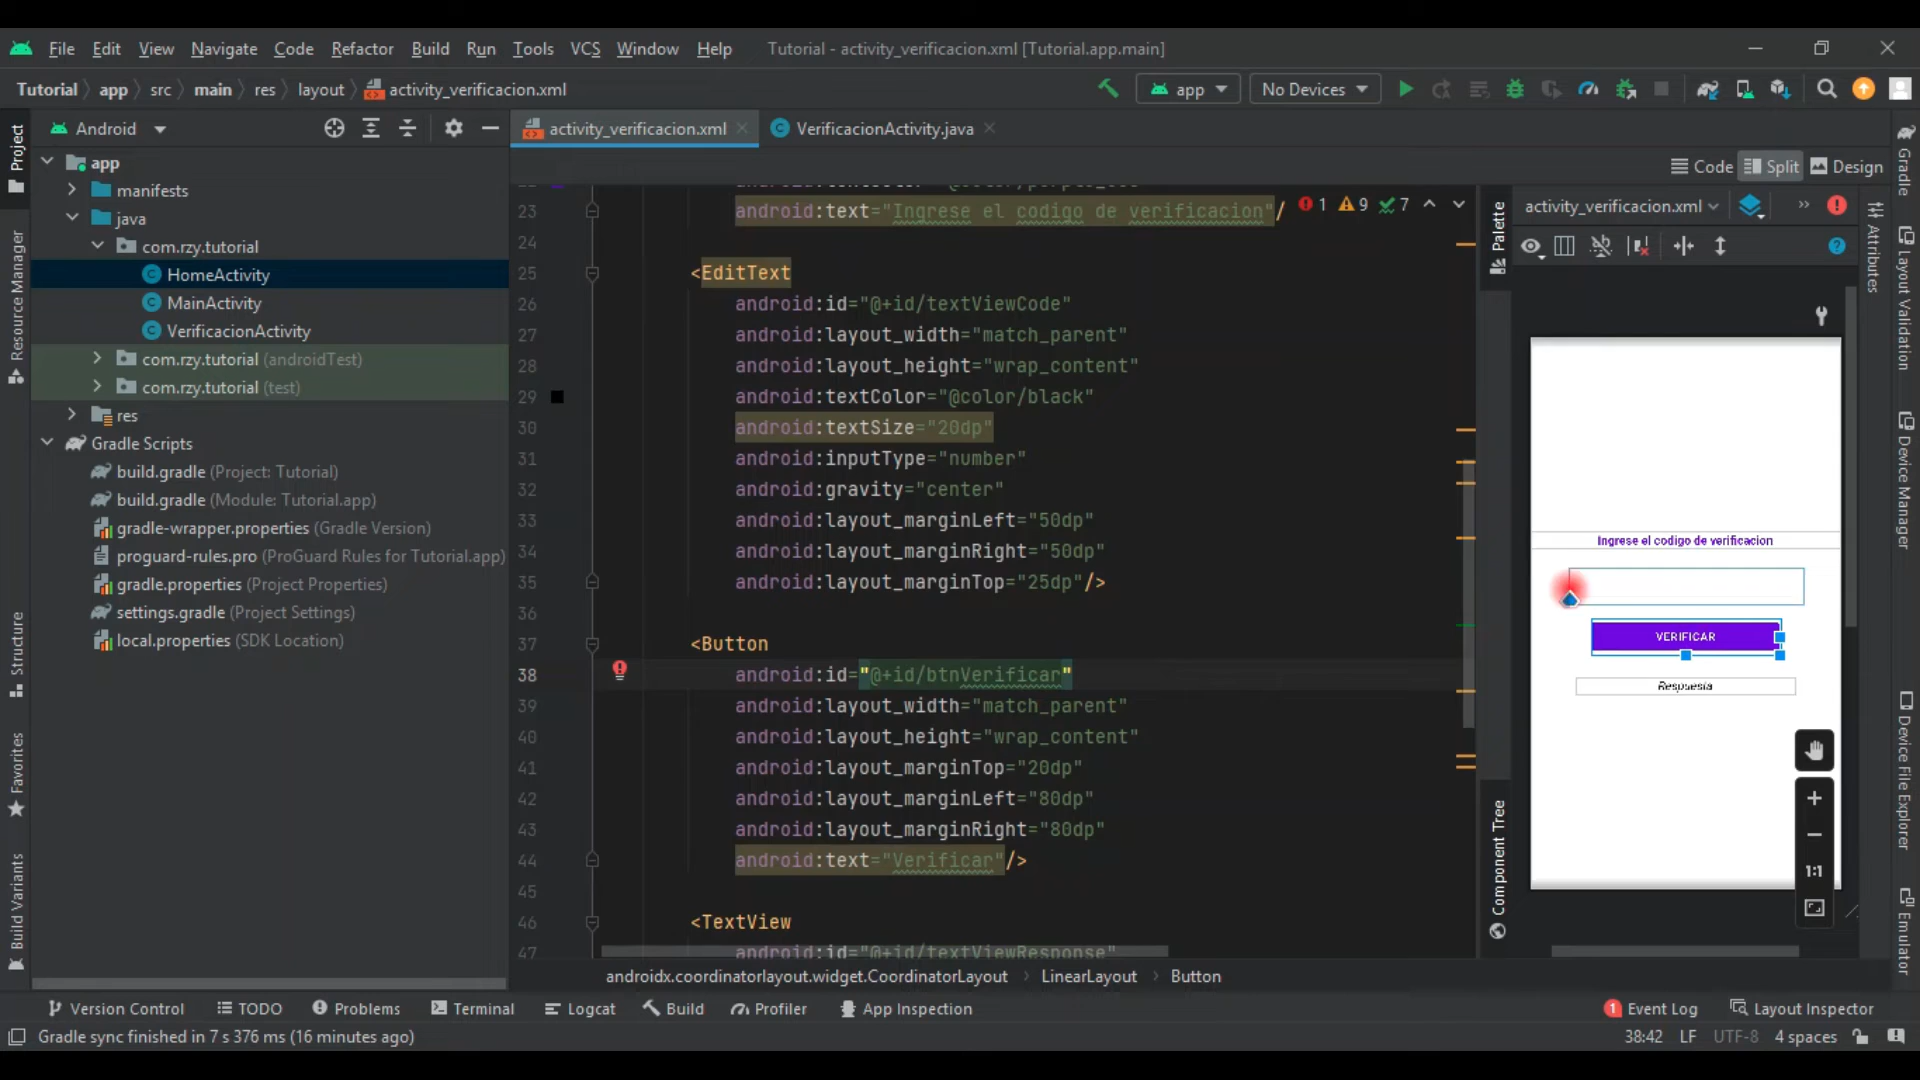 File Edit View Navigate Code Refactor Build Run Tools VCS Window Help Tutorial - activity_verificacion.xml [Tutorial.app.main]
Tutorial app src main res layout activity_verificacion.xml app No Devices
Project
Android
activity_verificacion.xml VerificacionActivity.java
Gradle
app
Code Split Design
manifests
java
com.rzy.tutorial
HomeActivity
MainActivity
VerificacionActivity
com.rzy.tutorial (androidTest)
com.rzy.tutorial (test)
res
Gradle Scripts
build.gradle (Project: Tutorial)
build.gradle (Module: Tutorial.app)
gradle-wrapper.properties (Gradle Version)
proguard-rules.pro (ProGuard Rules for Tutorial.app)
gradle.properties (Project Properties)
settings.gradle (Project Settings)
local.properties (SDK Location)
Resource Manager
Structure
Favorites
Build Variants
23 android:text="Ingrese el codigo de verificacion"/
1 9 7
24
25 <EditText
26 android:id="@+id/textViewCode"
27 android:layout_width="match_parent"
28 android:layout_height="wrap_content"
29 android:textColor="@color/black"
30 android:textSize="20dp"
31 android:inputType="number"
32 android:gravity="center"
33 android:layout_marginLeft="50dp"
34 android:layout_marginRight="50dp"
35 android:layout_marginTop="25dp"/>
36
37 <Button
38 android:id="@+id/btnVerificar"
39 android:layout_width="match_parent"
40 android:layout_height="wrap_content"
41 android:layout_marginTop="20dp"
42 android:layout_marginLeft="80dp"
43 android:layout_marginRight="80dp"
44 android:text="Verificar"/>
45
46 <TextView
47 android:id="@+id/textViewResponse"
androidx.coordinatorlayout.widget.CoordinatorLayout LinearLayout Button
Palette
Component Tree
activity_verificacion.xml
Ingrese el codigo de verificacion
VERIFICAR
Respuesta
1:1
Attributes
Layout Validation
Device Manager
Device File Explorer
Emulator
Version Control TODO Problems Terminal Logcat Build Profiler App Inspection 1 Event Log Layout Inspector
Gradle sync finished in 7 s 376 ms (16 minutes ago) 38:42 LF UTF-8 4 spaces